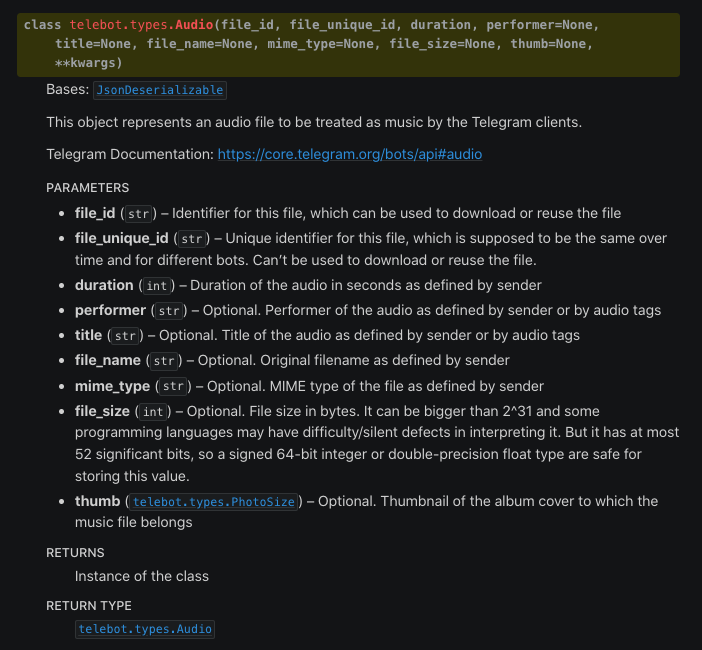 class telebot.types.Audio(file_id, file_unique_id, duration, performer=None,
title=None, file_name=None, mime_type=None, file_size=None, thumb=None,
**kwargs)
Bases: JsonDeserializable
This object represents an audio file to be treated as music by the Telegram clients.
Telegram Documentation: https://core.telegram.org/bots/api#audio
PARAMETERS
• file_id (str) – Identifier for this file, which can be used to download or reuse the file
• file_unique_id (str) – Unique identifier for this file, which is supposed to be the same over
time and for different bots. Can’t be used to download or reuse the file.
• duration (int) – Duration of the audio in seconds as defined by sender
• performer (str) – Optional. Performer of the audio as defined by sender or by audio tags
• title (str) – Optional. Title of the audio as defined by sender or by audio tags
• file_name (str) – Optional. Original filename as defined by sender
• mime_type (str) – Optional. MIME type of the file as defined by sender
• file_size (int) – Optional. File size in bytes. It can be bigger than 2^31 and some
programming languages may have difficulty/silent defects in interpreting it. But it has at most
52 significant bits, so a signed 64-bit integer or double-precision float type are safe for
storing this value.
• thumb (telebot.types.PhotoSize) – Optional. Thumbnail of the album cover to which the
music file belongs
RETURNS
Instance of the class
RETURN TYPE
telebot.types.Audio